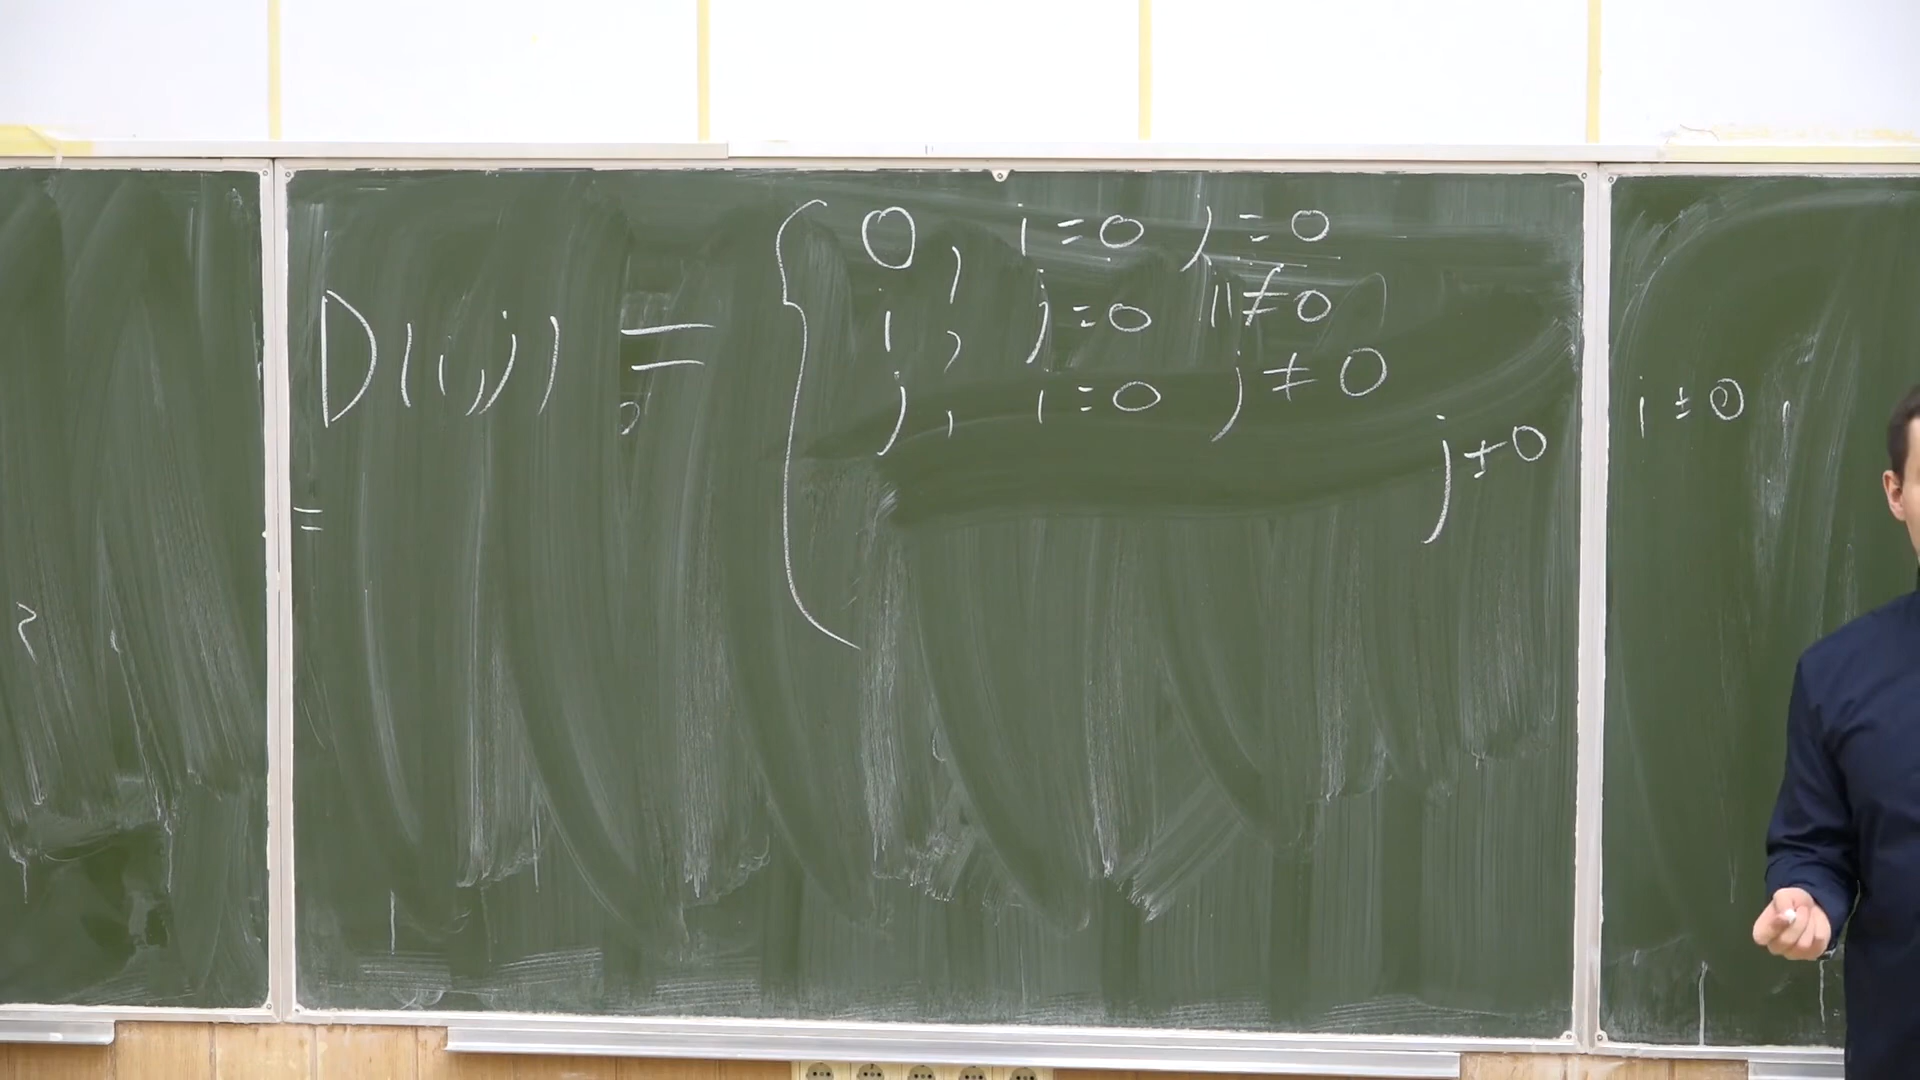 D(i,j) =
0, i=0 j=0
i, j=0 i≠0
j, i=0 j≠0
j≠0
i≠0,
=